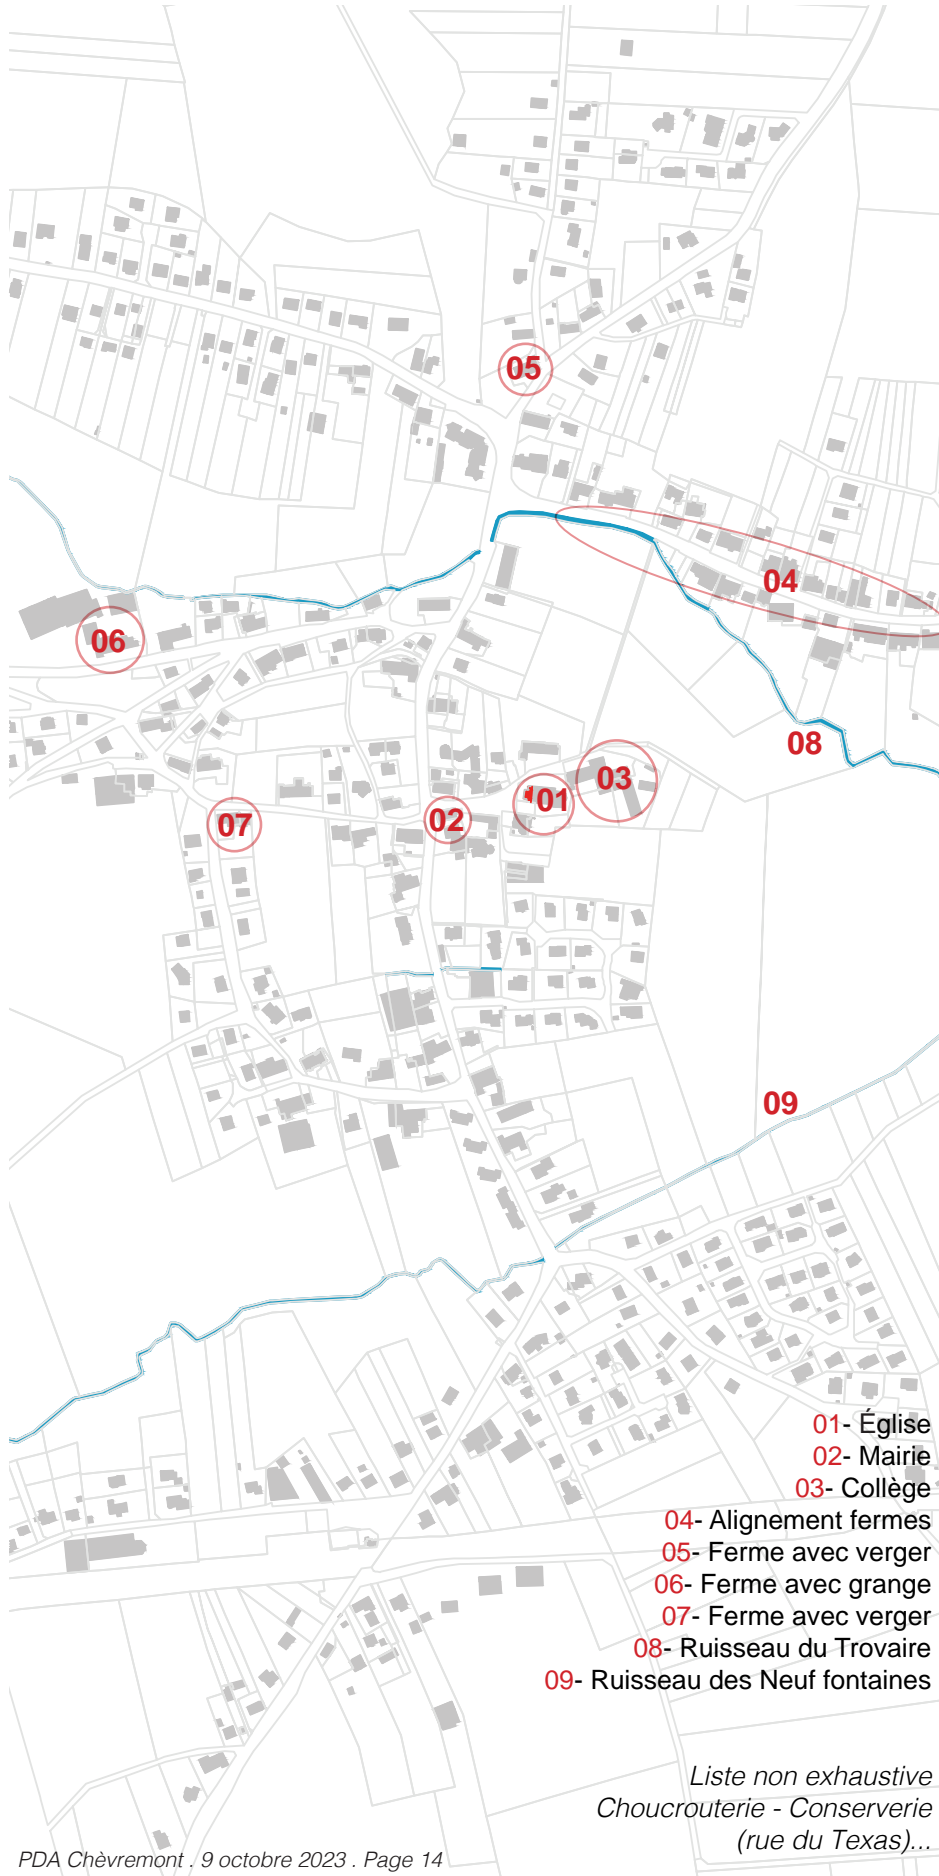 05
04
06
08
03
01
02
07
09
01- Église
02- Mairie
03- Collège
04- Alignement fermes
05- Ferme avec verger
06- Ferme avec grange
07- Ferme avec verger
08- Ruisseau du Trovaire
09- Ruisseau des Neuf fontaines
Liste non exhaustive
Choucrouterie - Conserverie
(rue du Texas)...
PDA Chèvremont . 9 octobre 2023 . Page 14